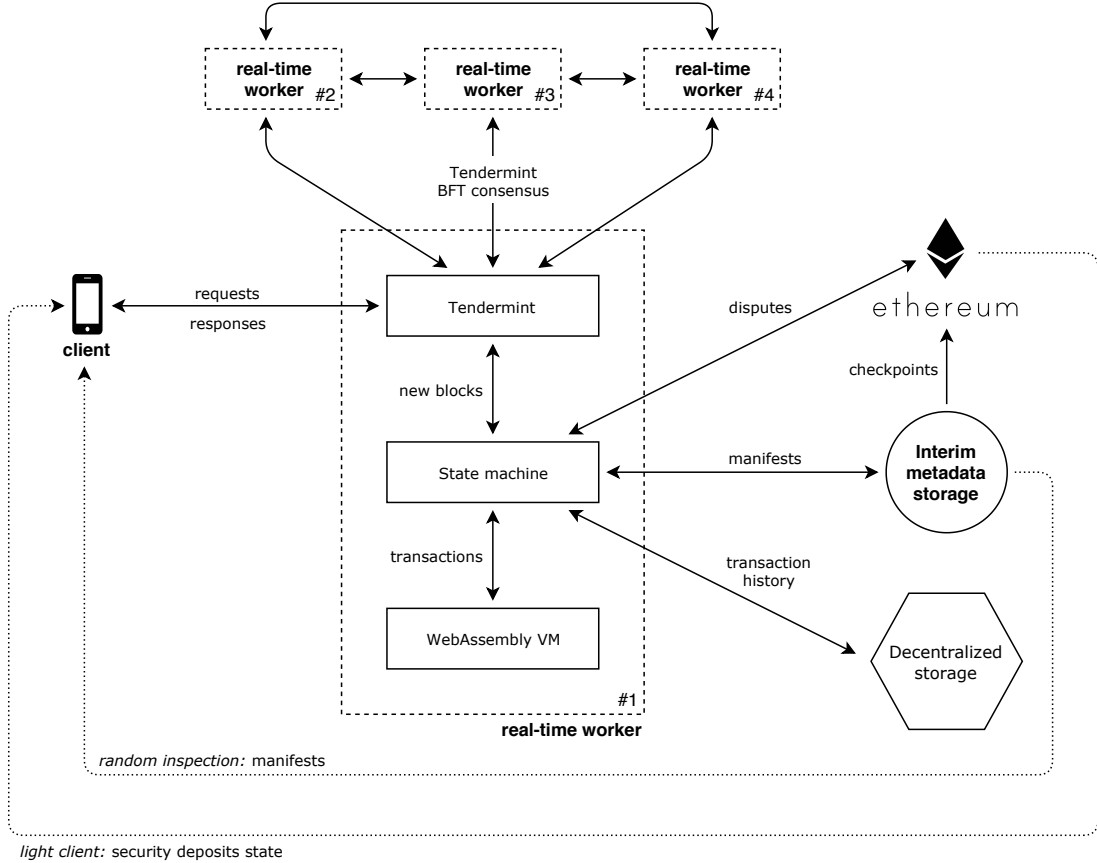 real-time
worker #2
real-time
worker #3
real-time
worker #4
Tendermint
BFT consensus
requests
responses
client
Tendermint
disputes
ethereum
new blocks
checkpoints
State machine
manifests
Interim
metadata
storage
transactions
transaction
history
WebAssembly VM
Decentralized
storage
#1
real-time worker
random inspection: manifests
light client: security deposits state